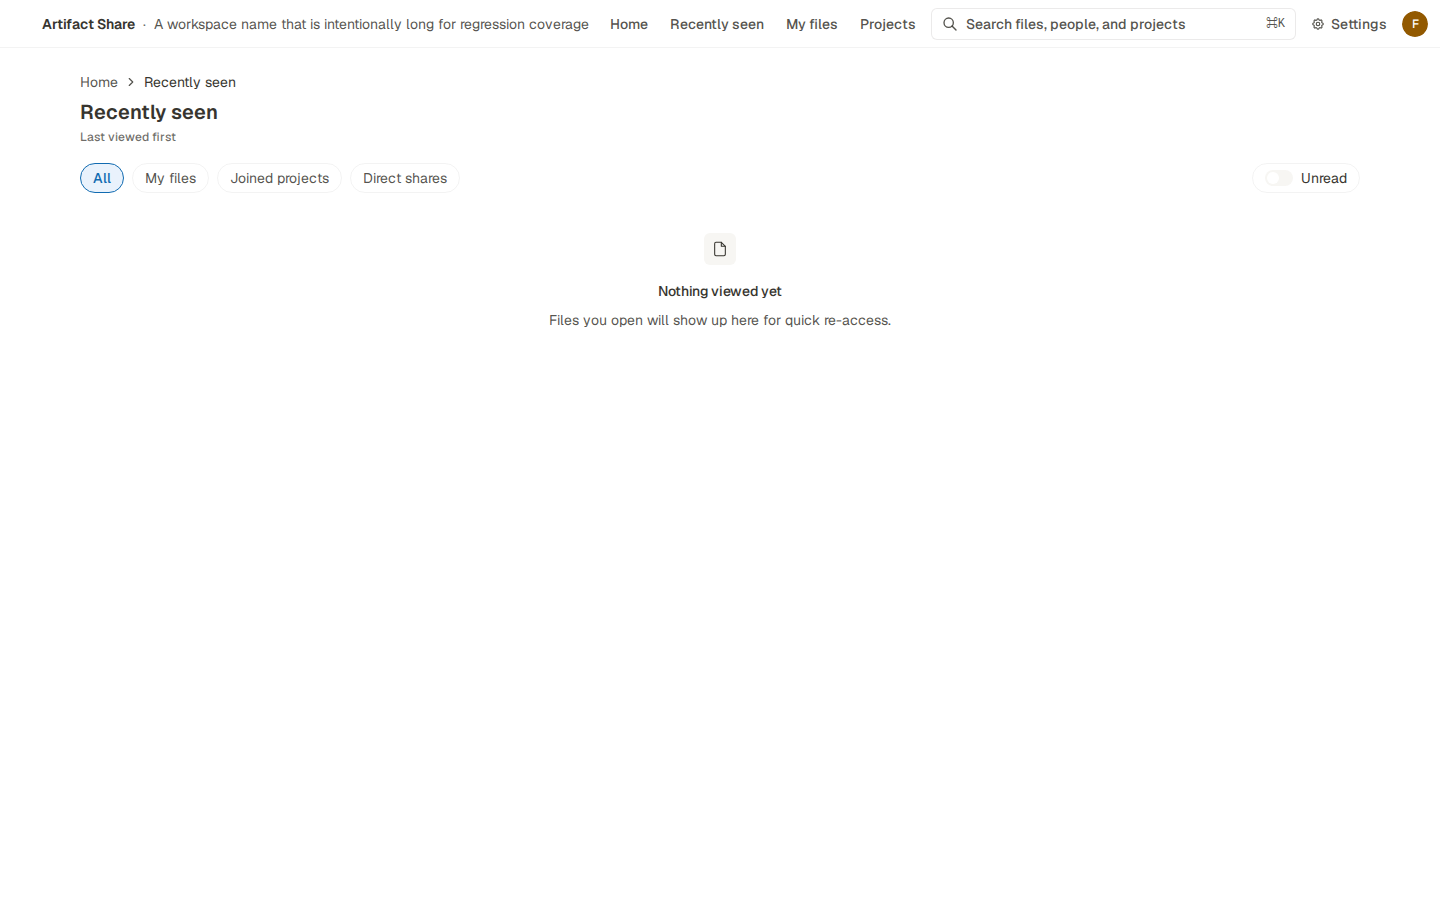 Artifact Share · A workspace name that is intentionally long for regression coverage Home Recently seen My files Projects Search files, people, and projects ⌘K Settings F
Home > Recently seen
Recently seen
Last viewed first
All My files Joined projects Direct shares Unread
Nothing viewed yet
Files you open will show up here for quick re-access.